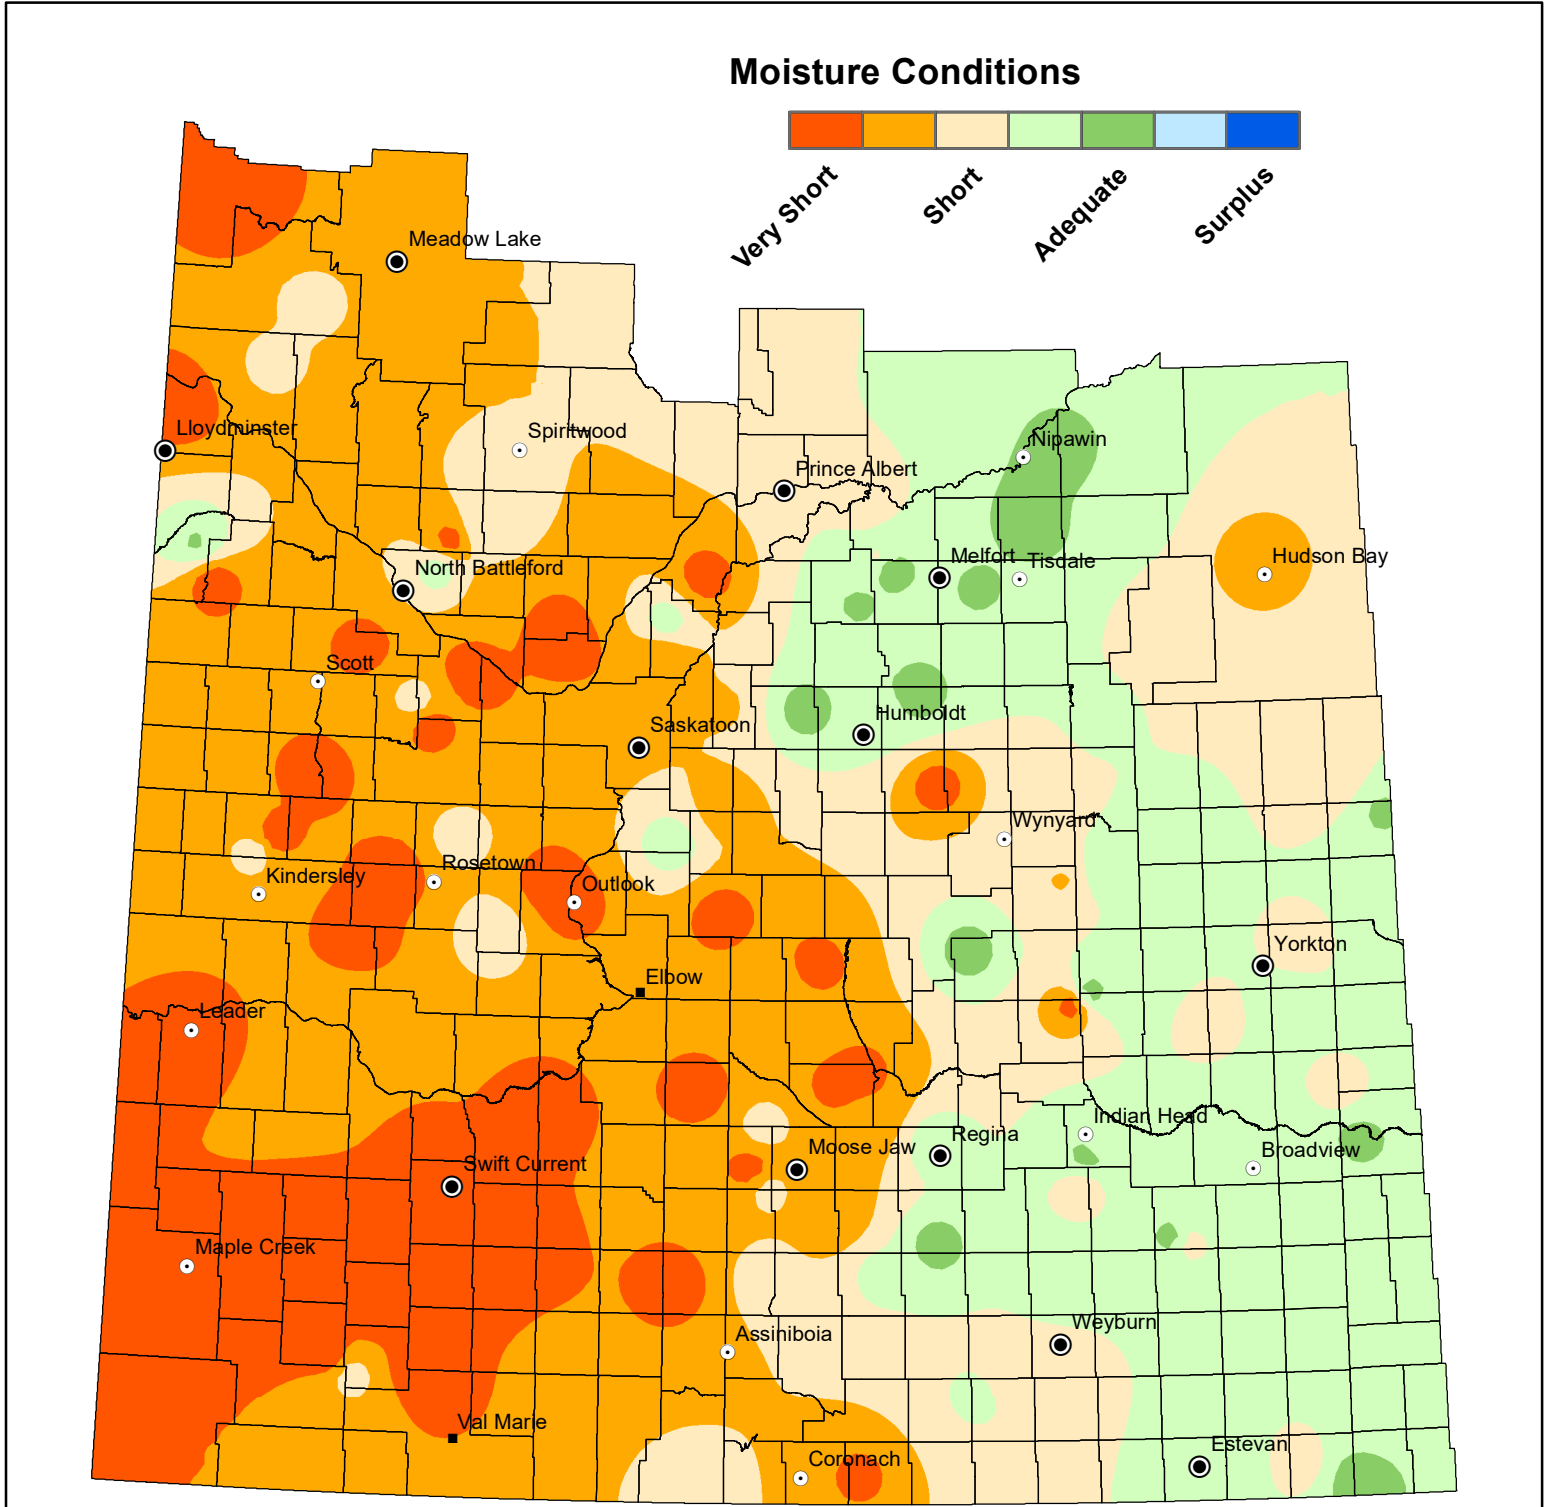 Moisture Conditions
Very Short
Short
Adequate
Surplus
Meadow Lake
Lloydminster
Spiritwood
Nipawin
Prince Albert
Melfort
Tisdale
Hudson Bay
North Battleford
Scott
Saskatoon
Humboldt
Wynyard
Rosetown
Kindersley
Outlook
Yorkton
Elbow
Leader
Indian Head
Regina
Moose Jaw
Broadview
Swift Current
Maple Creek
Weyburn
Assiniboia
Val Marie
Estevan
Coronach